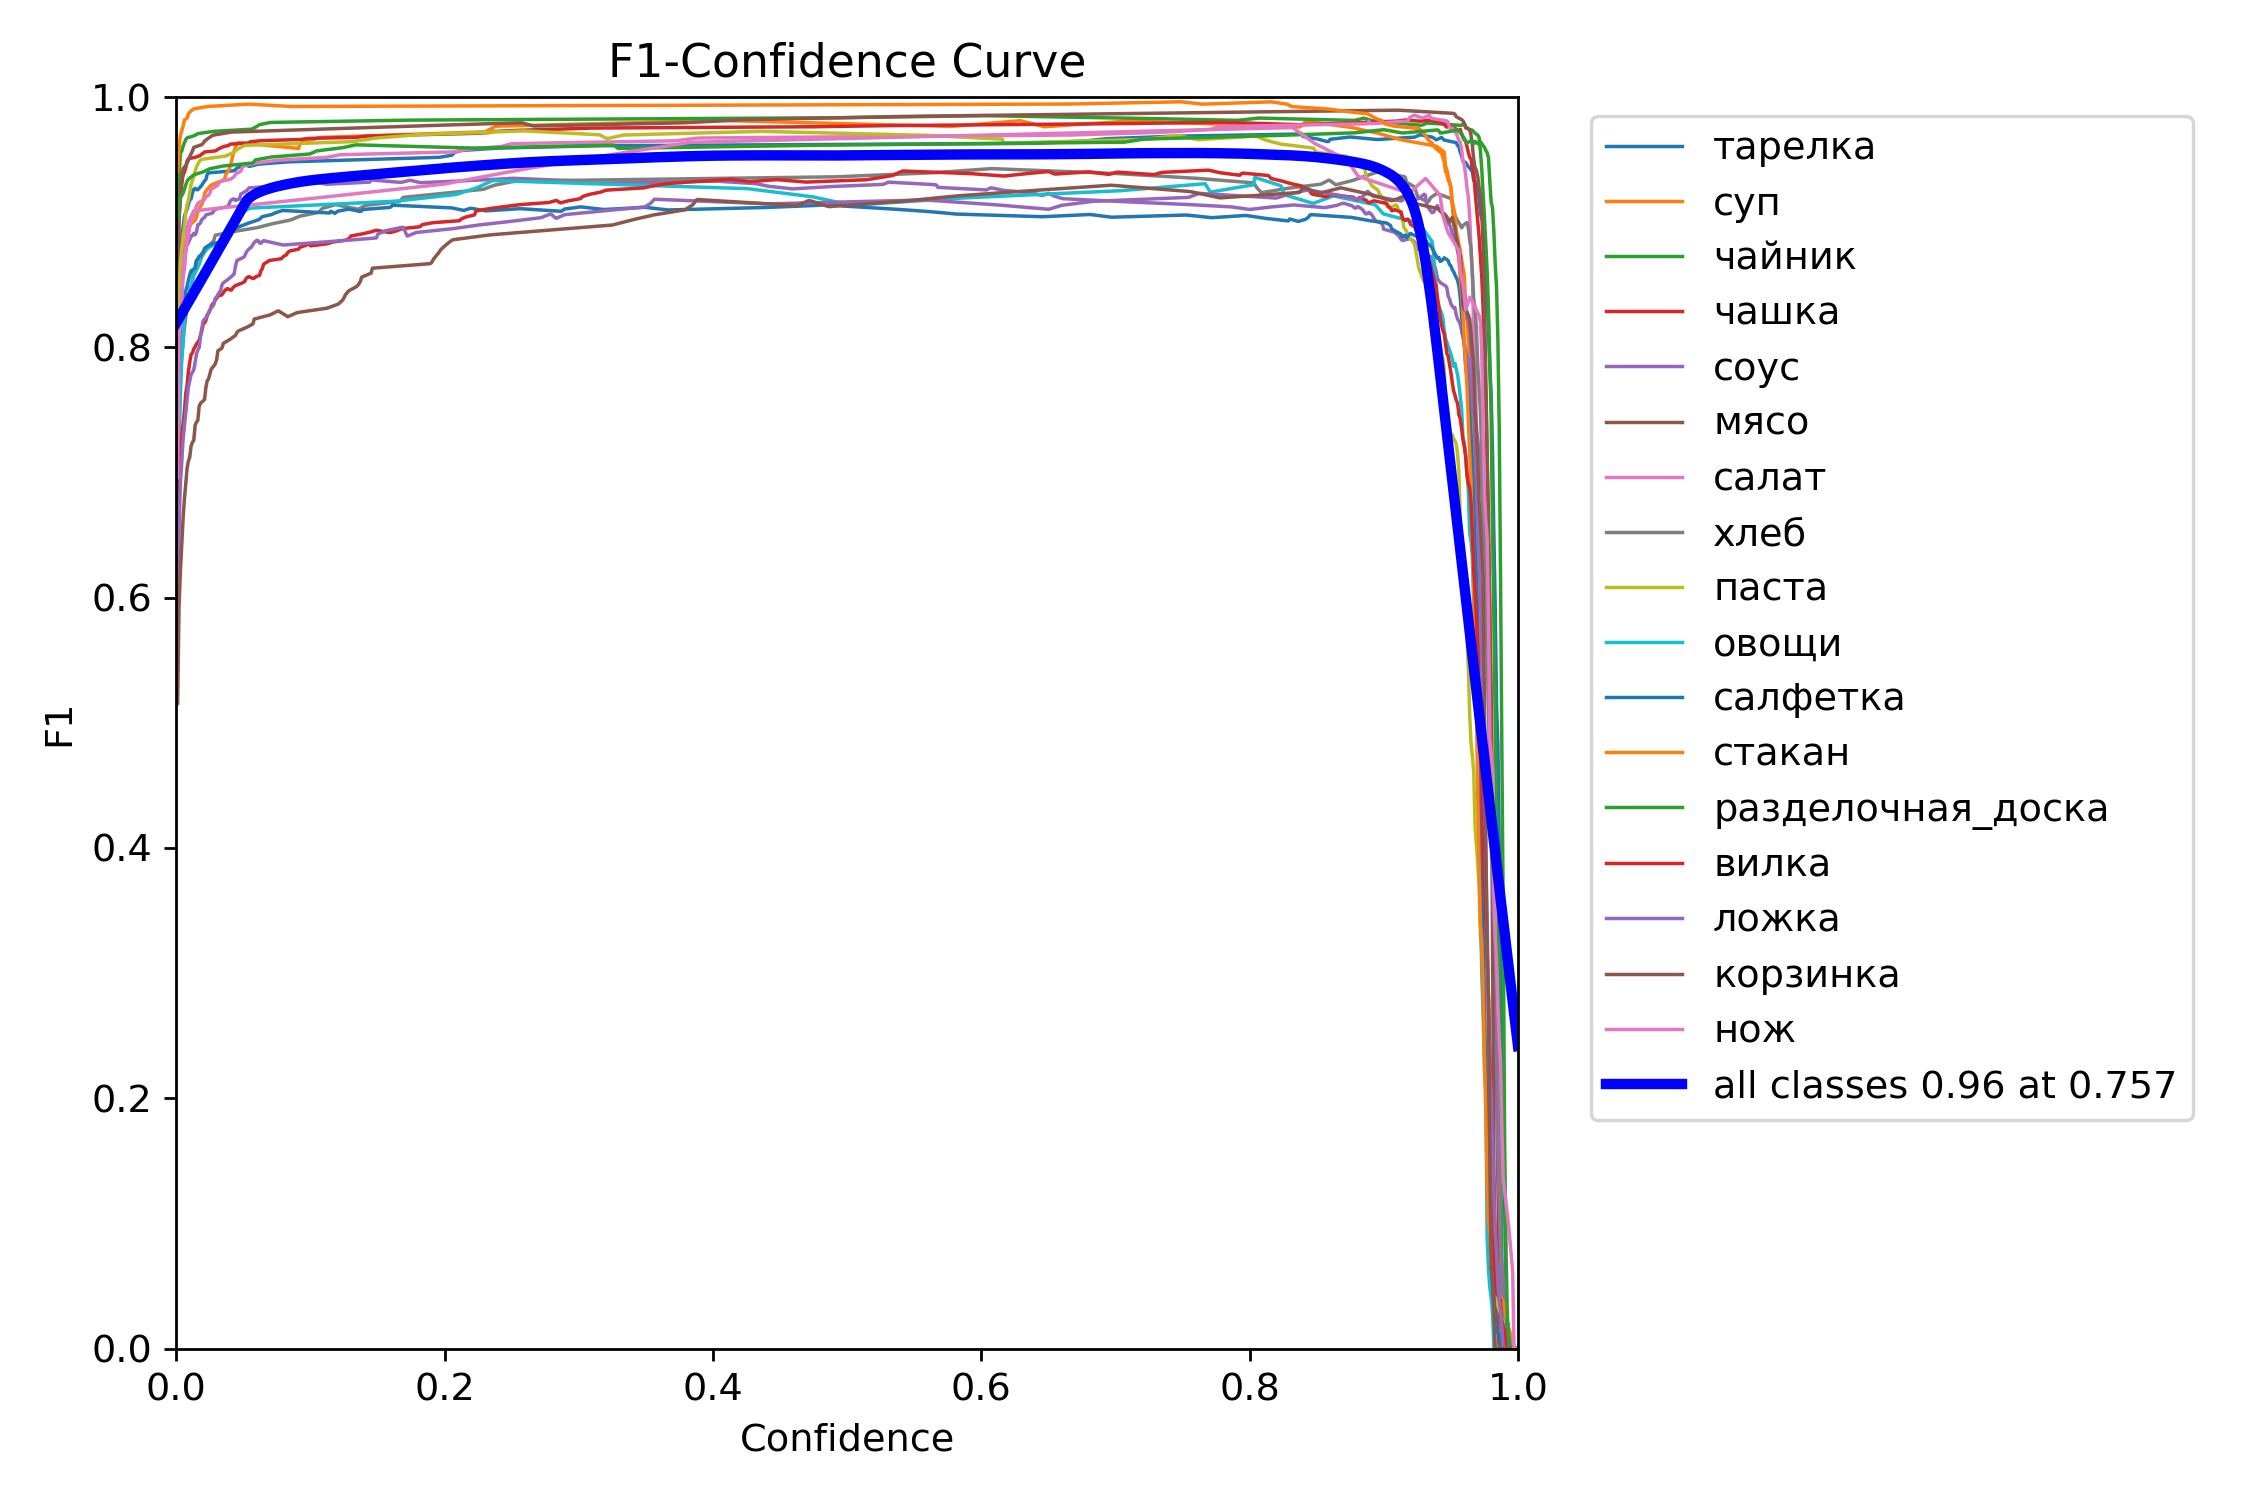 F1-Confidence Curve
1.0
0.8
0.6
0.4
0.2
0.0
F1
0.0 0.2 0.4 0.6 0.8 1.0
Confidence
тарелка
суп
чайник
чашка
соус
мясо
салат
хлеб
паста
овощи
салфетка
стакан
разделочная_доска
вилка
ложка
корзинка
нож
all classes 0.96 at 0.757